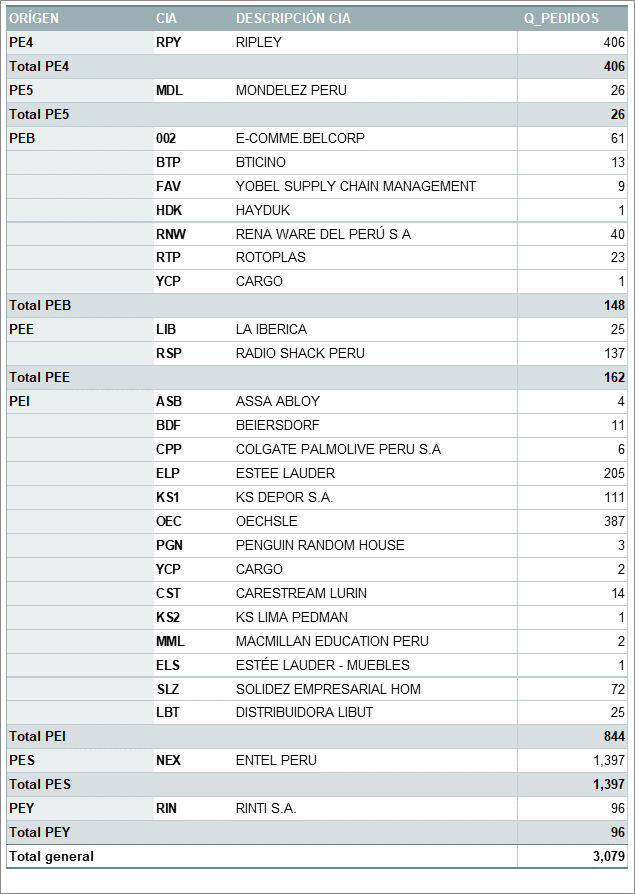 ORÍGEN CIA DESCRIPCIÓN CIA Q_PEDIDOS
PE4 RPY RIPLEY 406
Total PE4 406
PE5 MDL MONDELEZ PERU 26
Total PE5 26
PEB 002 E-COMME.BELCORP 61
BTP BTICINO 13
FAV YOBEL SUPPLY CHAIN MANAGEMENT 9
HDK HAYDUK 1
RNW RENA WARE DEL PERÚ S A 40
RTP ROTOPLAS 23
YCP CARGO 1
Total PEB 148
PEE LIB LA IBERICA 25
RSP RADIO SHACK PERU 137
Total PEE 162
PEI ASB ASSA ABLOY 4
BDF BEIERSDORF 11
CPP COLGATE PALMOLIVE PERU S.A 6
ELP ESTEE LAUDER 205
KS1 KS DEPOR S.A. 111
OEC OECHSLE 387
PGN PENGUIN RANDOM HOUSE 3
YCP CARGO 2
CST CARESTREAM LURIN 14
KS2 KS LIMA PEDMAN 1
MML MACMILLAN EDUCATION PERU 2
ELS ESTÉE LAUDER - MUEBLES 1
SLZ SOLIDEZ EMPRESARIAL HOM 72
LBT DISTRIBUIDORA LIBUT 25
Total PEI 844
PES NEX ENTEL PERU 1,397
Total PES 1,397
PEY RIN RINTI S.A. 96
Total PEY 96
Total general 3,079